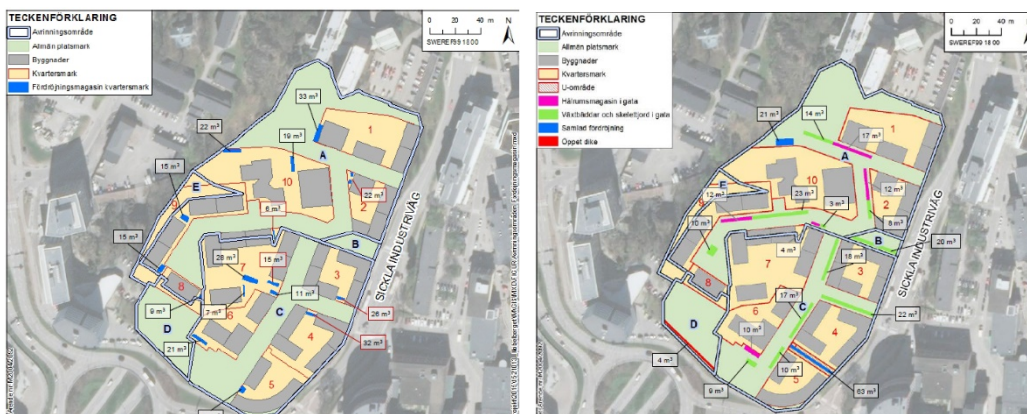 TECKENFÖRKLARING
Avrinningsområde
Allmän platsmark
Byggnader
Kvartersmark
Fördröjningsmagasin kvartersmark
0 20 40 m
N
SWEREF99 18 00
33 m³
22 m³
19 m³
1
A
15 m³
E
10
9
22 m³
2
6 m³
B
15 m³
28 m³
15 m³
7
3
8
11 m³
9 m³
7 m³
6
C
26 m³
D
4
21 m³
32 m³
5
SICKLA INDUSTRIVÄG
TECKENFÖRKLARING
Avrinningsområde
Allmän platsmark
Byggnader
Kvartersmark
U-område
Hålrumsmagasin i gata
Växtbäddar och skelettjord i gata
Samlad fördröjning
Öppet dike
0 20 40 m
N
SWEREF99 18 00
21 m³
14 m³
17 m³
1
A
E
10
12 m³
23 m³
12 m³
9
2
3 m³
8 m³
10 m³
B
20 m³
4 m³
18 m³
7
3
8
17 m³
C
6
22 m³
D
10 m³
4
4 m³
9 m³
10 m³
5
63 m³
SICKLA INDUSTRIVÄG